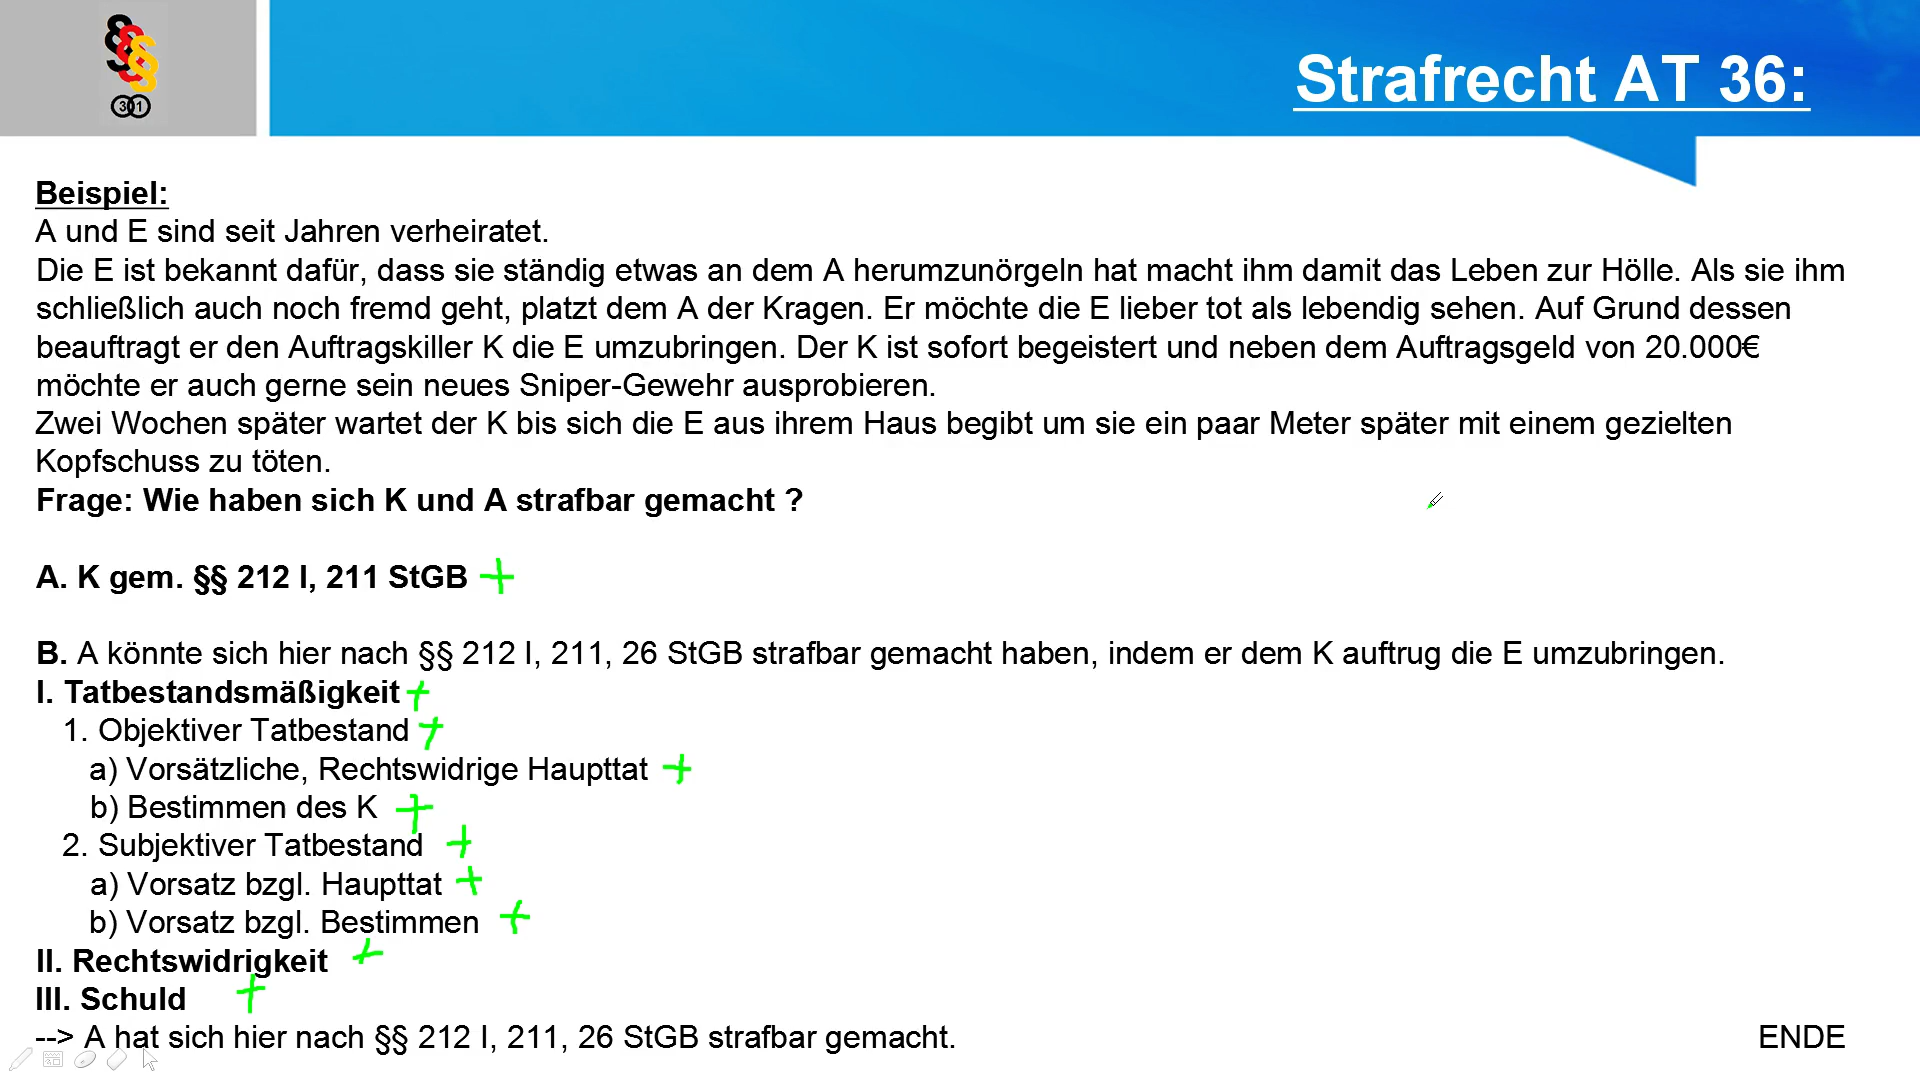 301
Strafrecht AT 36:
Beispiel:
A und E sind seit Jahren verheiratet.
Die E ist bekannt dafür, dass sie ständig etwas an dem A herumzunörgeln hat macht ihm damit das Leben zur Hölle. Als sie ihm
schließlich auch noch fremd geht, platzt dem A der Kragen. Er möchte die E lieber tot als lebendig sehen. Auf Grund dessen
beauftragt er den Auftragskiller K die E umzubringen. Der K ist sofort begeistert und neben dem Auftragsgeld von 20.000€
möchte er auch gerne sein neues Sniper-Gewehr ausprobieren.
Zwei Wochen später wartet der K bis sich die E aus ihrem Haus begibt um sie ein paar Meter später mit einem gezielten
Kopfschuss zu töten.
Frage: Wie haben sich K und A strafbar gemacht ?
A. K gem. §§ 212 I, 211 StGB +
B. A könnte sich hier nach §§ 212 I, 211, 26 StGB strafbar gemacht haben, indem er dem K auftrug die E umzubringen.
I. Tatbestandsmäßigkeit +
1. Objektiver Tatbestand +
a) Vorsätzliche, Rechtswidrige Haupttat +
b) Bestimmen des K +
2. Subjektiver Tatbestand +
a) Vorsatz bzgl. Haupttat +
b) Vorsatz bzgl. Bestimmen +
II. Rechtswidrigkeit +
III. Schuld +
--> A hat sich hier nach §§ 212 I, 211, 26 StGB strafbar gemacht.
ENDE